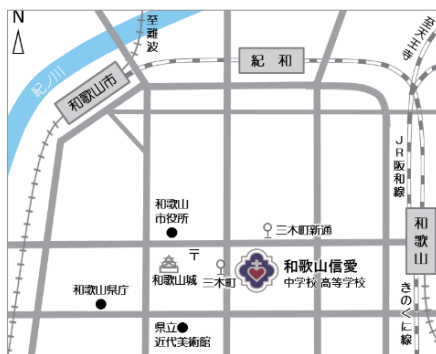 N
至難波
至天王寺
紀ノ川
紀和
和歌山市
JR阪和線
和歌山市役所
三木町新通
和歌山
〒
和歌山城
三木町
和歌山信愛
中学校・高等学校
きのくに線
和歌山県庁
県立
近代美術館